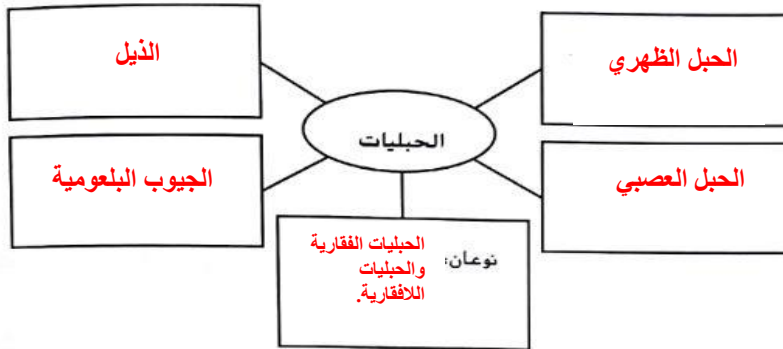 الحبل الظهري
الذيل
الحبليات
الحبل العصبي
الجيوب البلعومية
نوعان:
الحبليات الفقارية
والحبليات
اللافقارية.